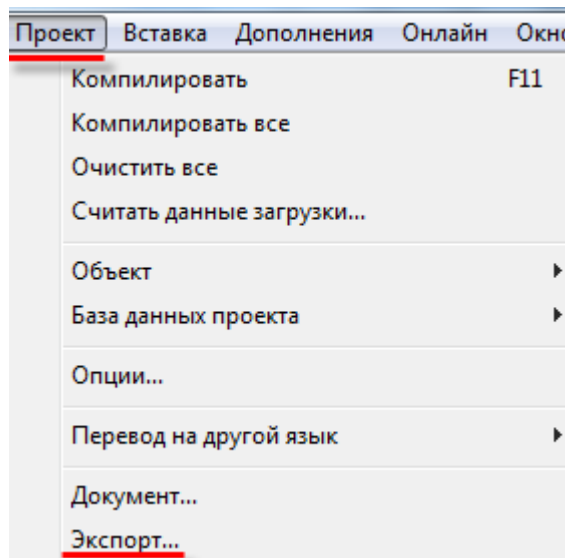 Проект Вставка Дополнения Онлайн Окно
Компилировать F11
Компилировать все
Очистить все
Считать данные загрузки...
Объект
База данных проекта
Опции...
Перевод на другой язык
Документ...
Экспорт...